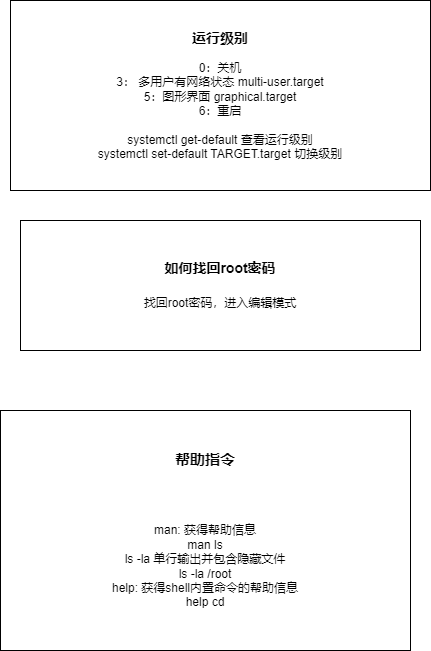 运行级别
0：关机
3： 多用户有网络状态 multi-user.target
5：图形界面 graphical.target
6：重启
systemctl get-default 查看运行级别
systemctl set-default TARGET.target 切换级别
如何找回root密码
找回root密码，进入编辑模式
帮助指令
man: 获得帮助信息
man ls
ls -la 单行输出并包含隐藏文件
ls -la /root
help: 获得shell内置命令的帮助信息
help cd